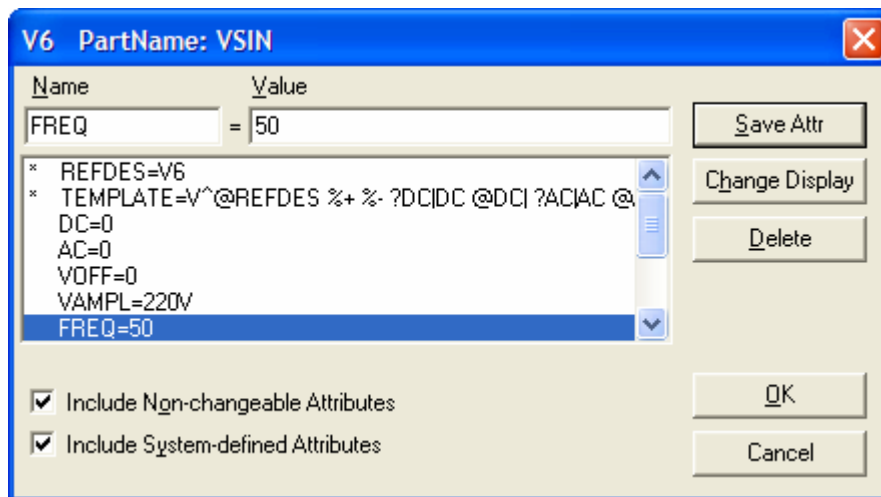 V6 PartName: VSIN
Name Value
FREQ = 50
Save Attr
* REFDES=V6
* TEMPLATE=V^@REFDES %+ %- ?DC|DC @DC| ?AC|AC @
Change Display
DC=0
AC=0
Delete
VOFF=0
VAMPL=220V
FREQ=50
Include Non-changeable Attributes
OK
Include System-defined Attributes
Cancel